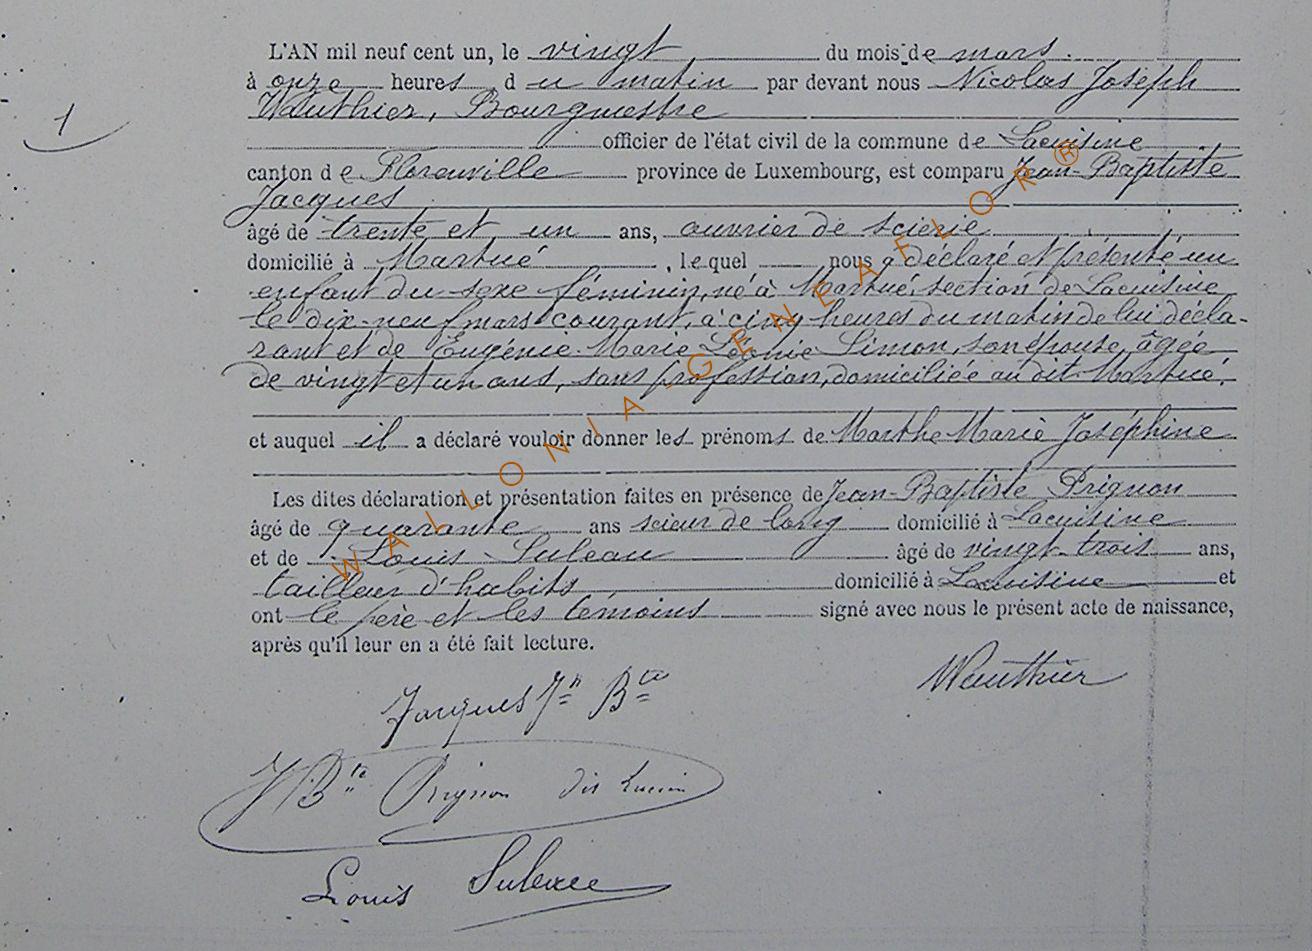 L'AN mil neuf cent un, le vingt du mois de mars.
à onze heures du matin par devant nous Nicolas Joseph
1
Wauthier, Bourgmestre
officier de l'état civil de la commune de Lacuisine
canton de Florenville province de Luxembourg, est comparu Jean-Baptiste
Jacques
âgé de trente et un ans, ouvrier de scierie
domicilié à Martué, lequel nous a déclaré et présenté un
enfant du sexe féminin, né à Martué, section de Lacuisine
le dix-neuf mars courant, à cinq heures du matin de lui décla-
rant et de Eugénie Marie Léonie Simon, son épouse, âgée
de vingt et un ans, sans profession, domiciliée au dit Martué.
et auquel il a déclaré vouloir donner les prénoms de Marthe Marie Joséphine
Les dites déclaration et présentation faites en présence de Jean-Baptiste Prignon
âgé de quarante ans scieur de long domicilié à Lacuisine
et de Louis Suleau âgé de vingt trois ans,
tailleur d'habits domicilié à Lacuisine et
ont le père et les témoins signé avec nous le présent acte de naissance,
après qu'il leur en a été fait lecture.
Wauthier
Jacques Jn Bte
J Bte Prignon dit Lucien
Louis Suleau
WALLONIA-GENEAFLOR®